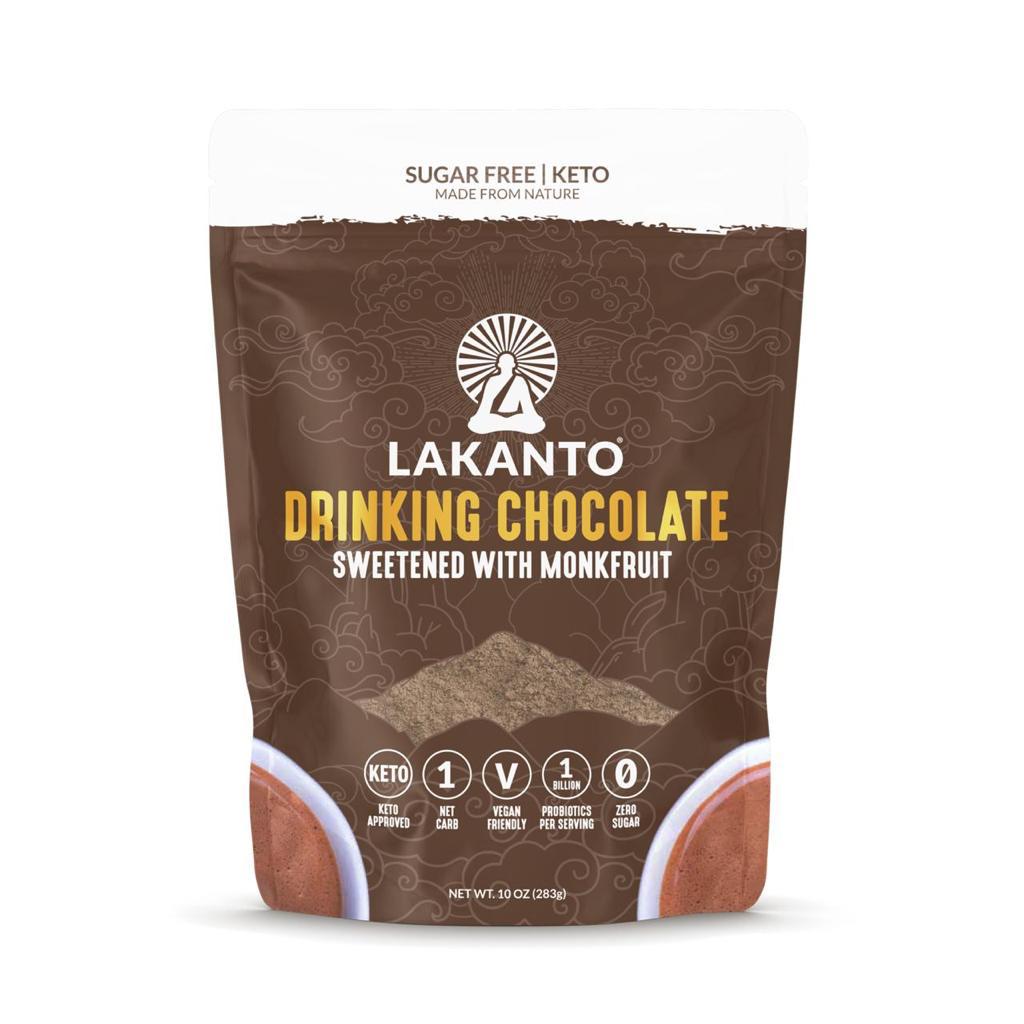 SUGAR FREE | KETO
MADE FROM NATURE
LAKANTO®
DRINKING CHOCOLATE
SWEETENED WITH MONKFRUIT
KETO
KETO
APPROVED
1
NET
CARB
V
VEGAN
FRIENDLY
1
BILLION
PROBIOTICS
PER SERVING
0
ZERO
SUGAR
NET WT. 10 OZ (283g)